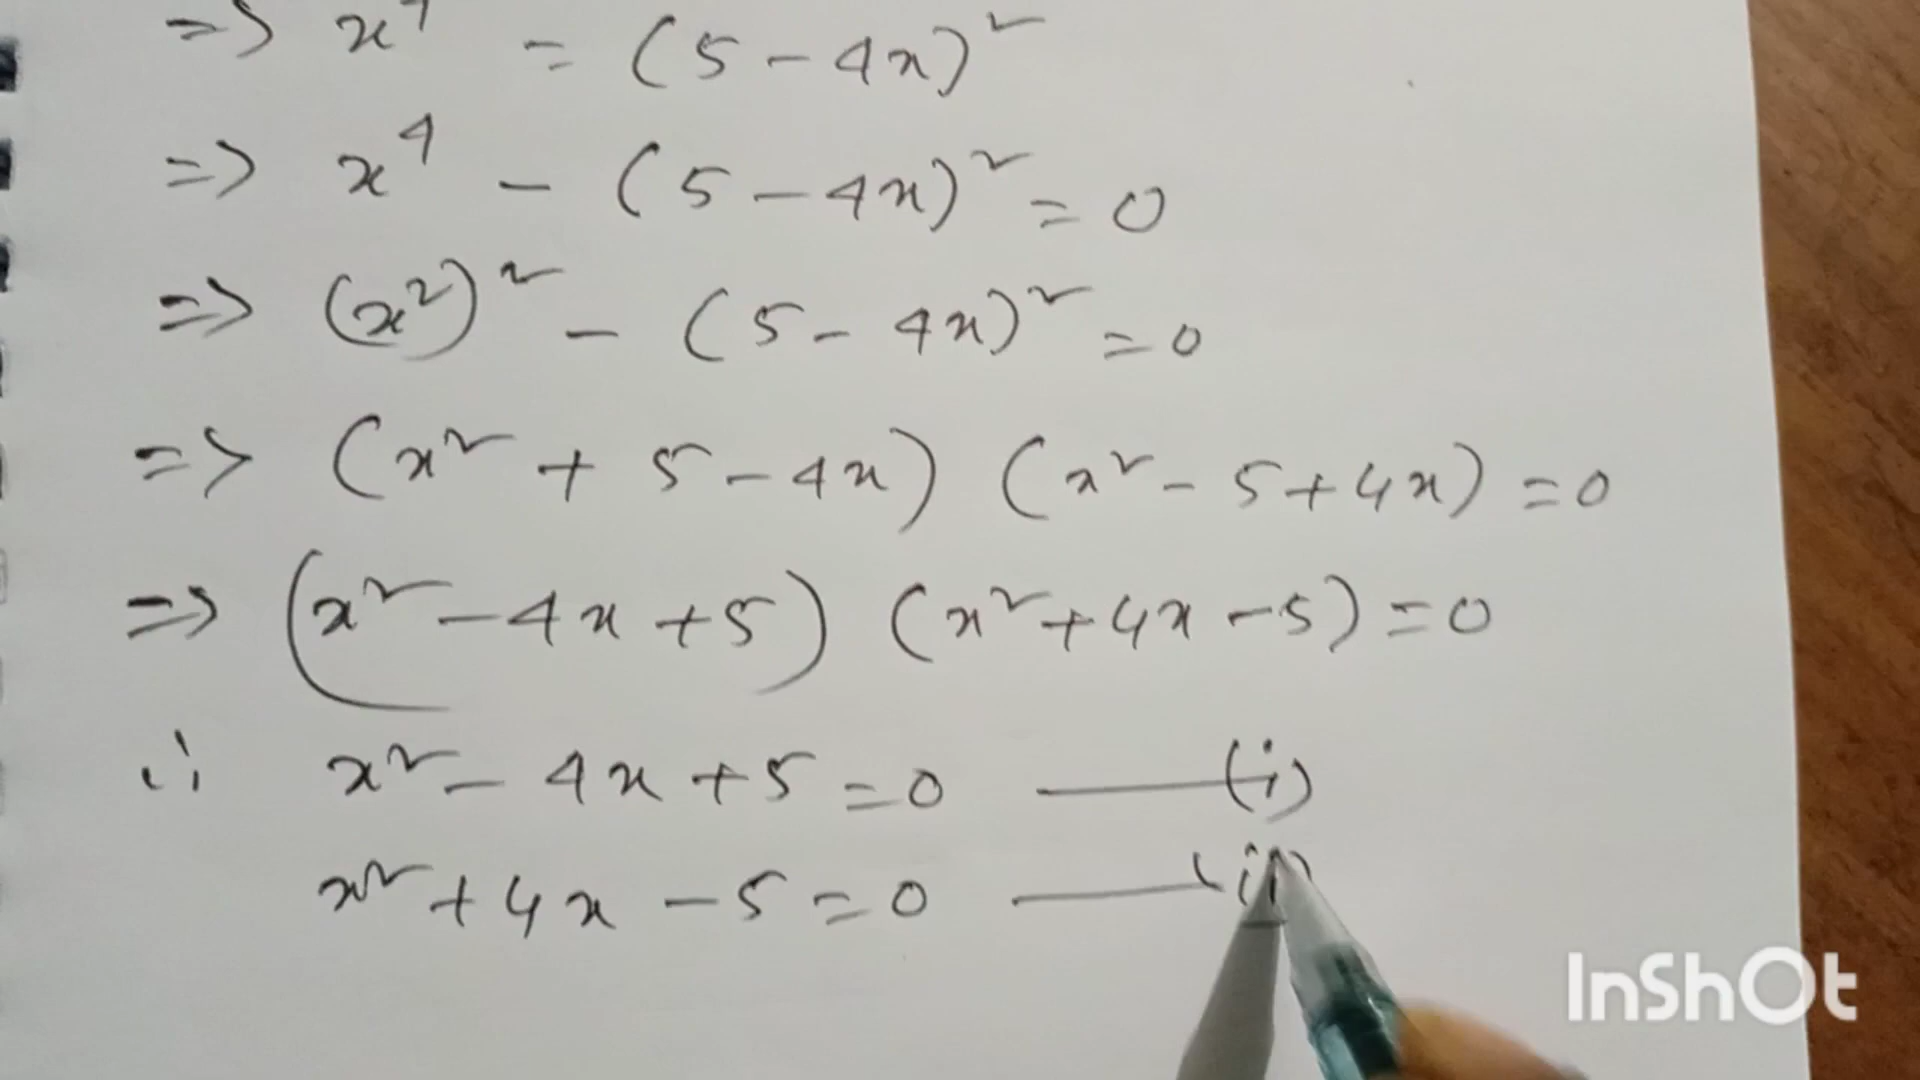 => x⁴ = (5 - 4x)²
=> x⁴ - (5 - 4x)² = 0
=> (x²)² - (5 - 4x)² = 0
=> (x² + 5 - 4x) (x² - 5 + 4x) = 0
=> (x² - 4x + 5) (x² + 4x - 5) = 0
∴ x² - 4x + 5 = 0 —— (i)
x² + 4x - 5 = 0 —— (ii)
InShOt